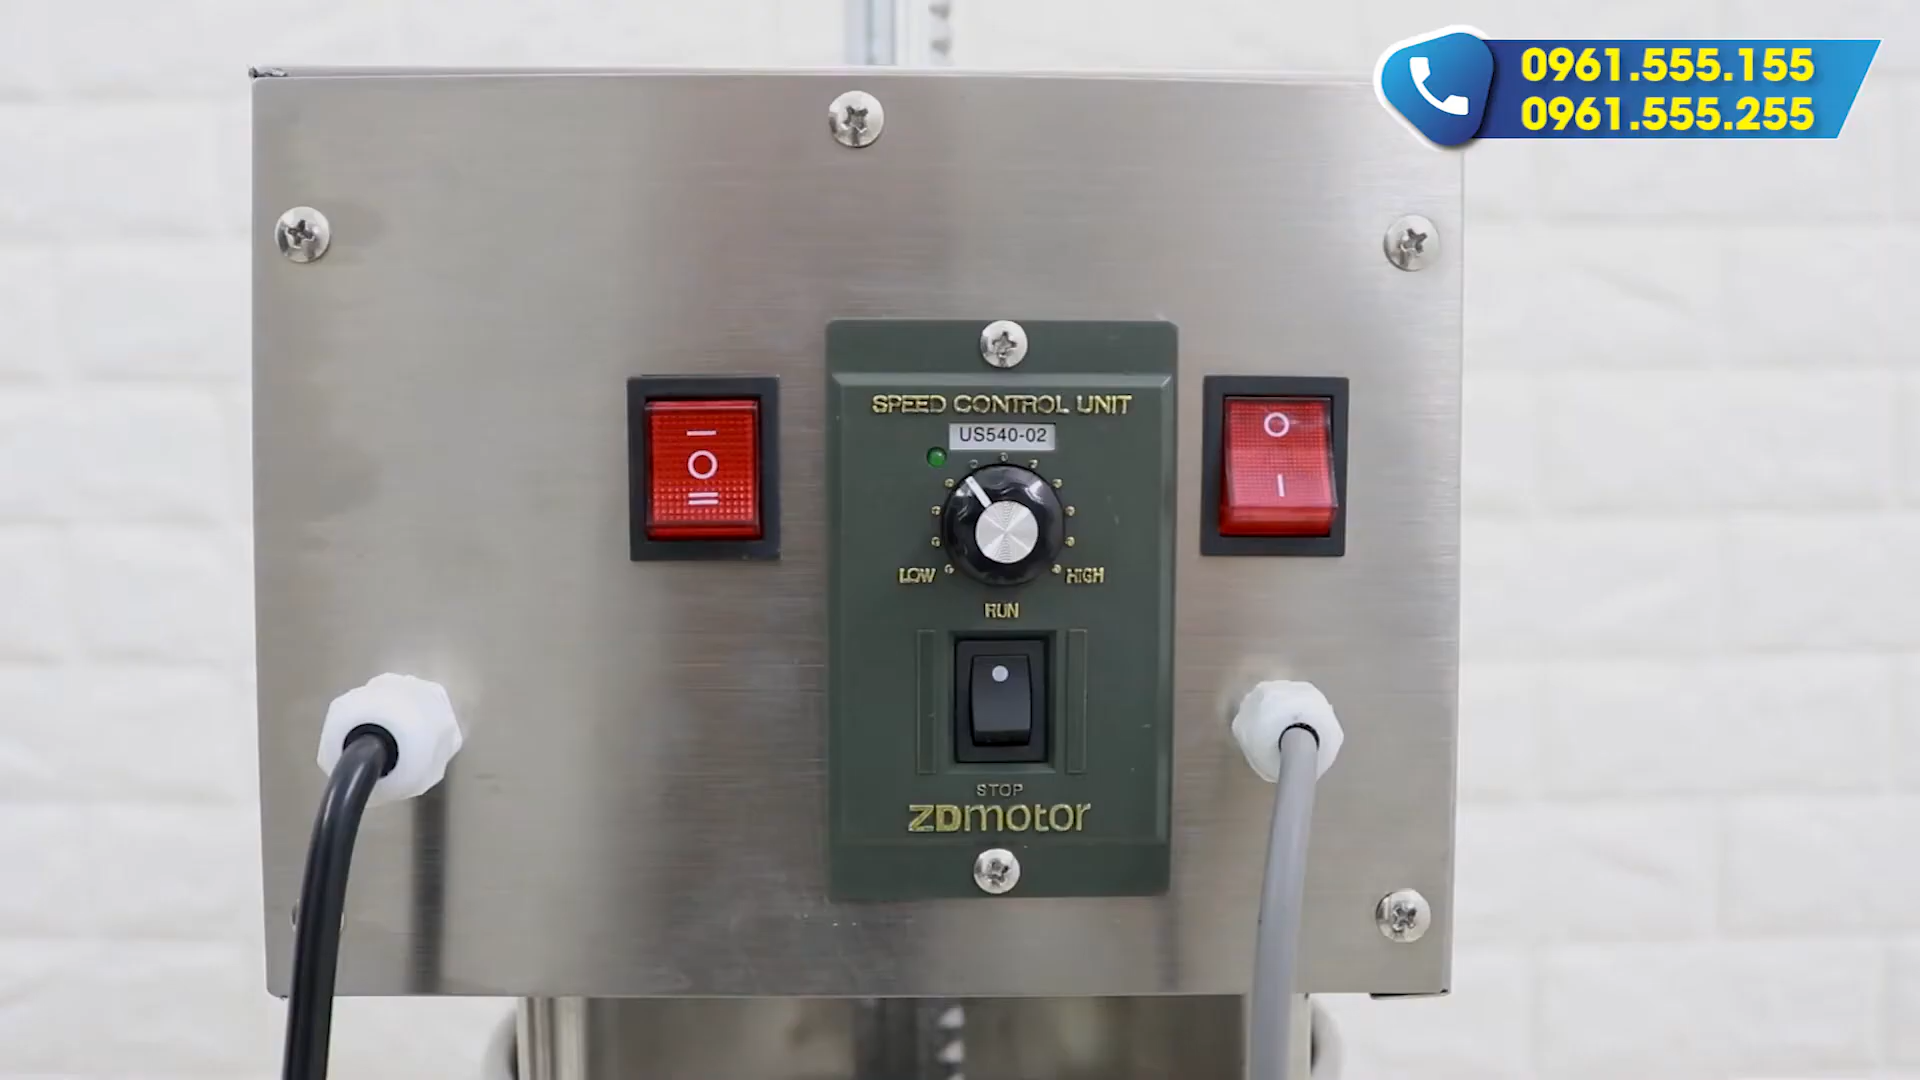 0961.555.155
0961.555.255
SPEED CONTROL UNIT
US540-02
LOW
HIGH
RUN
STOP
ZDmotor